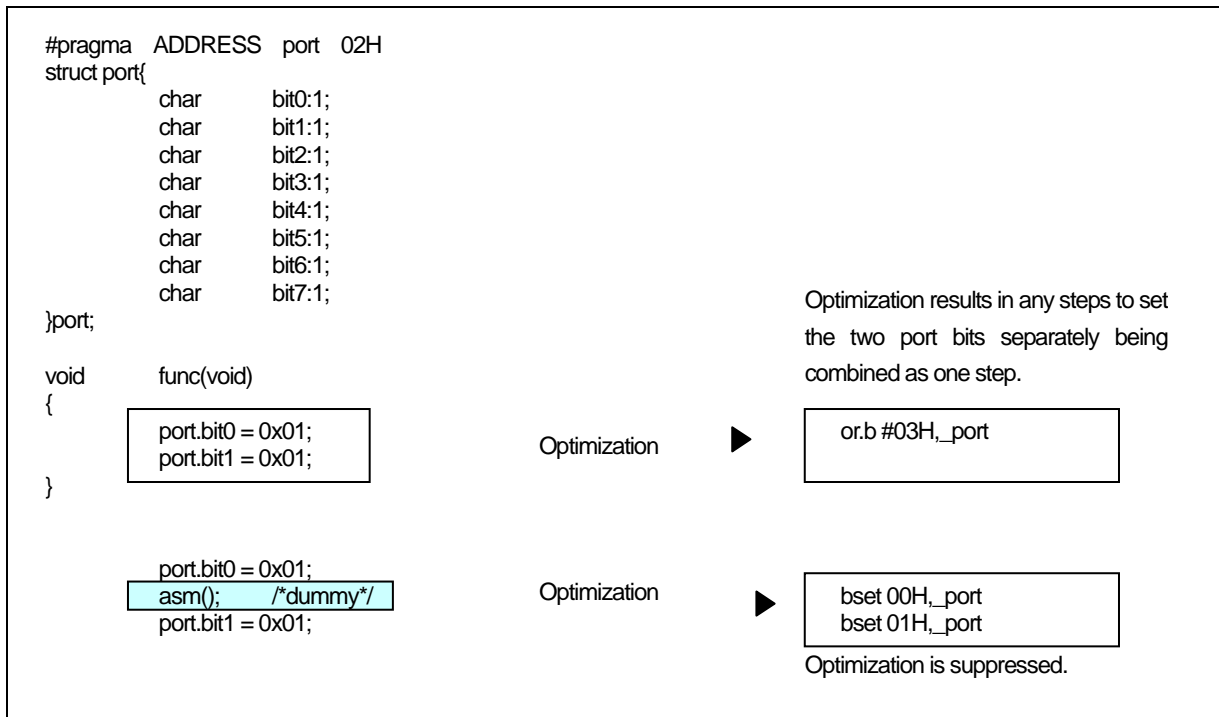 #pragma ADDRESS port 02H
struct port{
char bit0:1;
char bit1:1;
char bit2:1;
char bit3:1;
char bit4:1;
char bit5:1;
char bit6:1;
char bit7:1;
}port;
void func(void)
{
port.bit0 = 0x01;
port.bit1 = 0x01;
}
Optimization
Optimization results in any steps to set
the two port bits separately being
combined as one step.
or.b #03H,_port
port.bit0 = 0x01;
asm(); /*dummy*/
port.bit1 = 0x01;
Optimization
bset 00H,_port
bset 01H,_port
Optimization is suppressed.